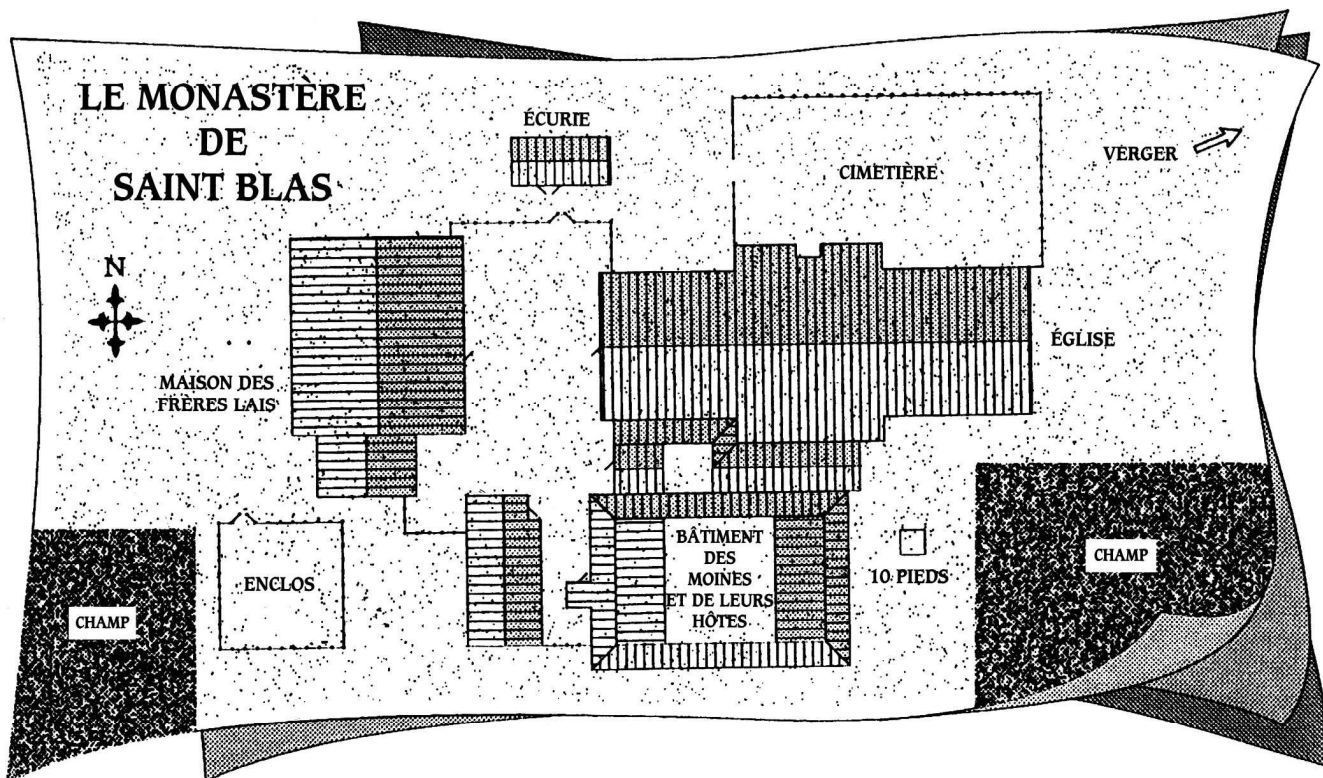 LE MONASTÈRE
DE
SAINT BLAS
ÉCURIE
CIMETIÈRE
VERGER
N
ÉGLISE
MAISON DES
FRÈRES LAIS
BÂTIMENT
DES
MOINES
ET DE LEURS
HÔTES
10 PIEDS
CHAMP
ENCLOS
CHAMP